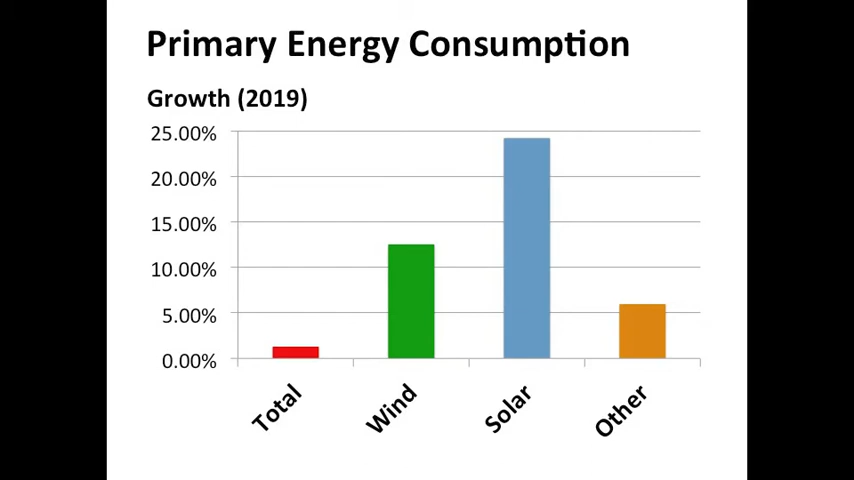 Primary Energy Consumption
Growth (2019)
25.00%
20.00%
15.00%
10.00%
5.00%
0.00%
Total
Wind
Solar
Other